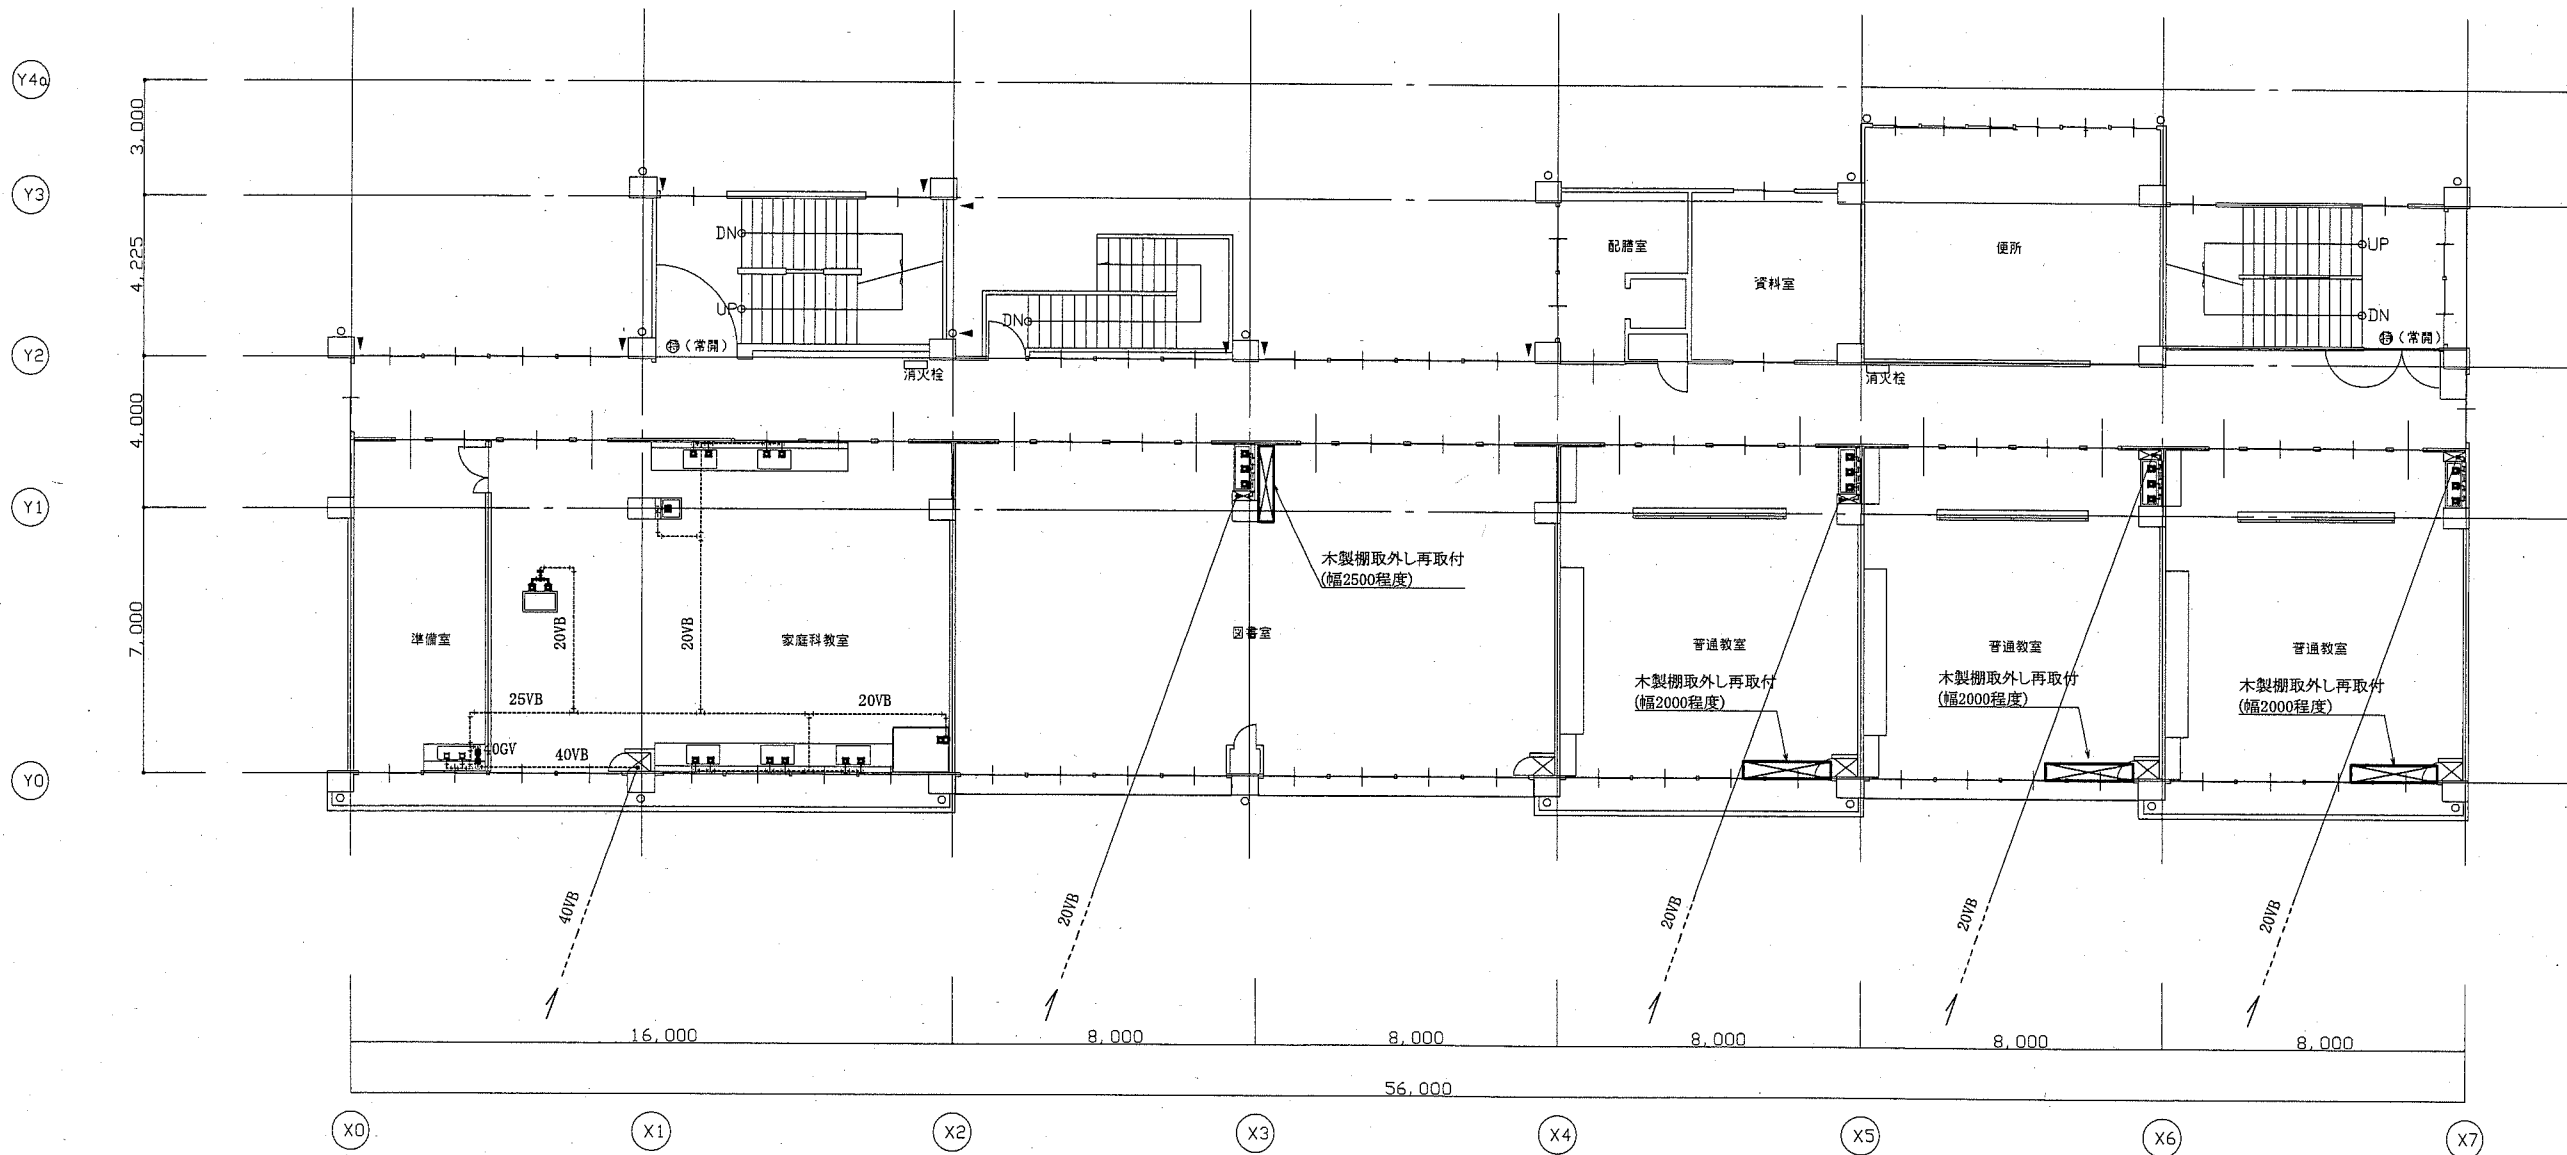 Y4a
3,000
Y3
DN
配膳室
便所
UP
4,225
資料室
UP
DN
DN
㊕(常開)
㊕(常開)
Y2
消火栓
消火栓
4,000
Y1
木製棚取外し再取付
(幅2500程度)
7,000
20VB
20VB
準備室
家庭科教室
図書室
普通教室
普通教室
普通教室
木製棚取外し再取付
(幅2000程度)
木製棚取外し再取付
(幅2000程度)
木製棚取外し再取付
(幅2000程度)
25VB
20VB
40GV
40VB
Y0
40VB
20VB
20VB
20VB
20VB
16,000
8,000
8,000
8,000
8,000
8,000
56,000
X0
X1
X2
X3
X4
X5
X6
X7